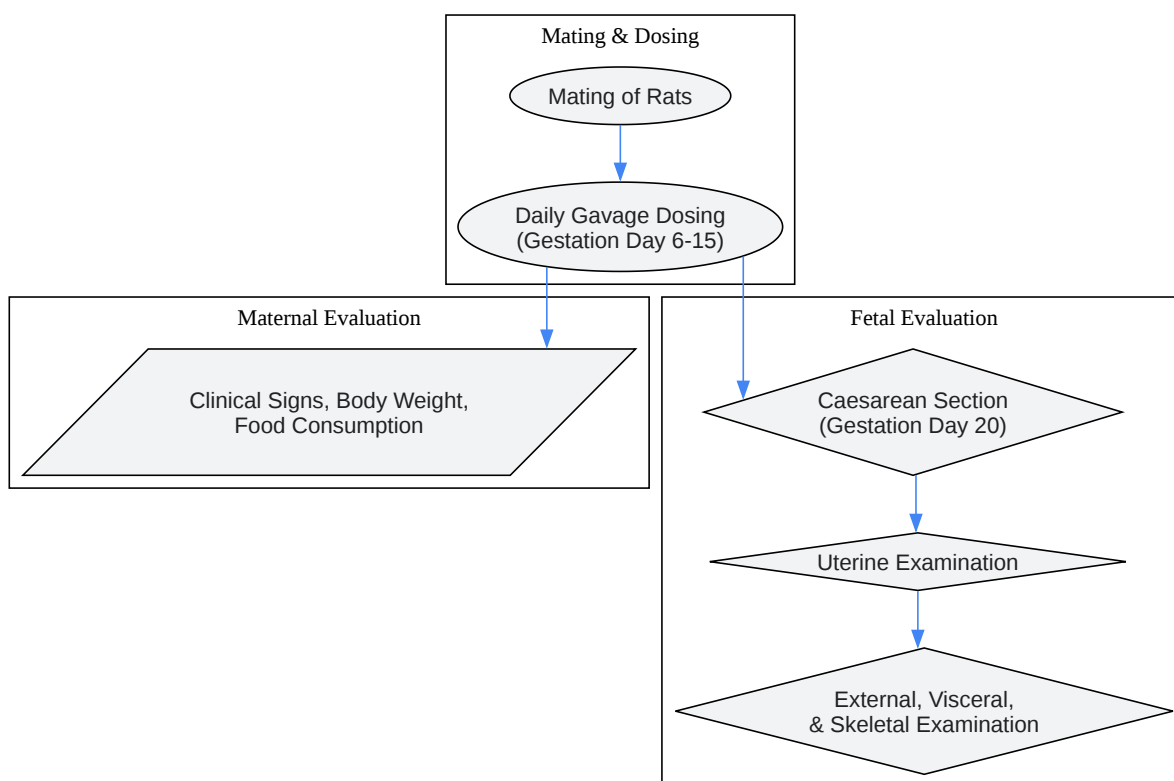 Mating & Dosing
Mating of Rats
Daily Gavage Dosing
(Gestation Day 6-15)
Maternal Evaluation
Clinical Signs, Body Weight,
Food Consumption
Fetal Evaluation
Caesarean Section
(Gestation Day 20)
Uterine Examination
External, Visceral,
& Skeletal Examination